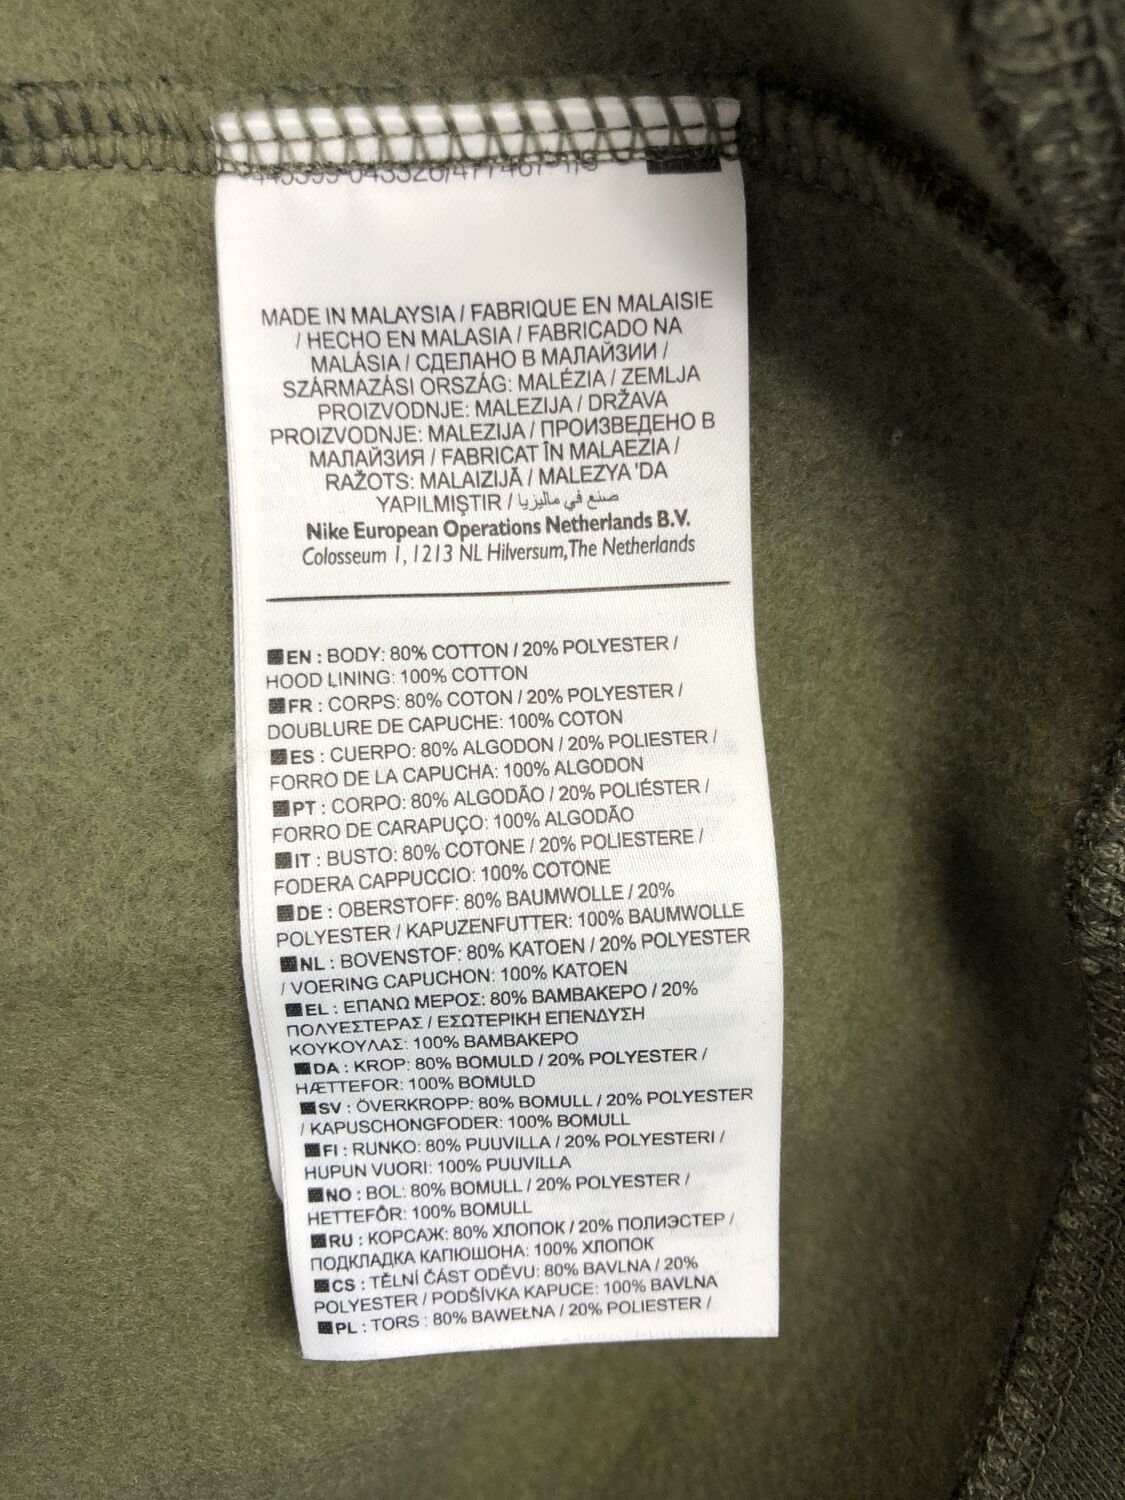 MADE IN MALAYSIA / FABRIQUE EN MALAISIE
/ HECHO EN MALASIA / FABRICADO NA
MALÁSIA / СДЕЛАНО В МАЛАЙЗИИ /
SZÁRMAZÁSI ORSZÁG: MALÉZIA / ZEMLJA
PROIZVODNJE: MALEZIJA / DRŽAVA
PROIZVODNJE: MALEZIJA / ПРОИЗВЕДЕНО В
МАЛАЙЗИЯ / FABRICAT ÎN MALAEZIA /
RAŽOTS: MALAIZIJĀ / MALEZYA 'DA
YAPILMIŞTIR / صنع في ماليزيا
Nike European Operations Netherlands B.V.
Colosseum 1, 1213 NL Hilversum, The Netherlands
EN : BODY: 80% COTTON / 20% POLYESTER /
HOOD LINING: 100% COTTON
FR : CORPS: 80% COTON / 20% POLYESTER /
DOUBLURE DE CAPUCHE: 100% COTON
ES : CUERPO: 80% ALGODON / 20% POLIESTER /
FORRO DE LA CAPUCHA: 100% ALGODON
PT : CORPO: 80% ALGODÃO / 20% POLIÉSTER /
FORRO DE CARAPUÇO: 100% ALGODÃO
IT : BUSTO: 80% COTONE / 20% POLIESTERE /
FODERA CAPPUCCIO: 100% COTONE
DE : OBERSTOFF: 80% BAUMWOLLE / 20%
POLYESTER / KAPUZENFUTTER: 100% BAUMWOLLE
NL : BOVENSTOF: 80% KATOEN / 20% POLYESTER
/ VOERING CAPUCHON: 100% KATOEN
EL : ΕΠΑΝΩ ΜΕΡΟΣ: 80% ΒΑΜΒΑΚΕΡΟ / 20%
ΠΟΛΥΕΣΤΕΡΑΣ / ΕΣΩΤΕΡΙΚΗ ΕΠΕΝΔΥΣΗ
ΚΟΥΚΟΥΛΑΣ: 100% ΒΑΜΒΑΚΕΡΟ
DA : KROP: 80% BOMULD / 20% POLYESTER /
HÆTTEFOR: 100% BOMULD
SV : ÖVERKROPP: 80% BOMULL / 20% POLYESTER
/ KAPUSCHONGFODER: 100% BOMULL
FI : RUNKO: 80% PUUVILLA / 20% POLYESTERI /
HUPUN VUORI: 100% PUUVILLA
NO : BOL: 80% BOMULL / 20% POLYESTER /
HETTEFÔR: 100% BOMULL
RU : КОРСАЖ: 80% ХЛОПОК / 20% ПОЛИЭСТЕР /
ПОДКЛАДКА КАПЮШОНА: 100% ХЛОПОК
CS : TĚLNÍ ČÁST ODĚVU: 80% BAVLNA / 20%
POLYESTER / PODŠÍVKA KAPUCE: 100% BAVLNA
PL : TORS : 80% BAWEŁNA / 20% POLIESTER /